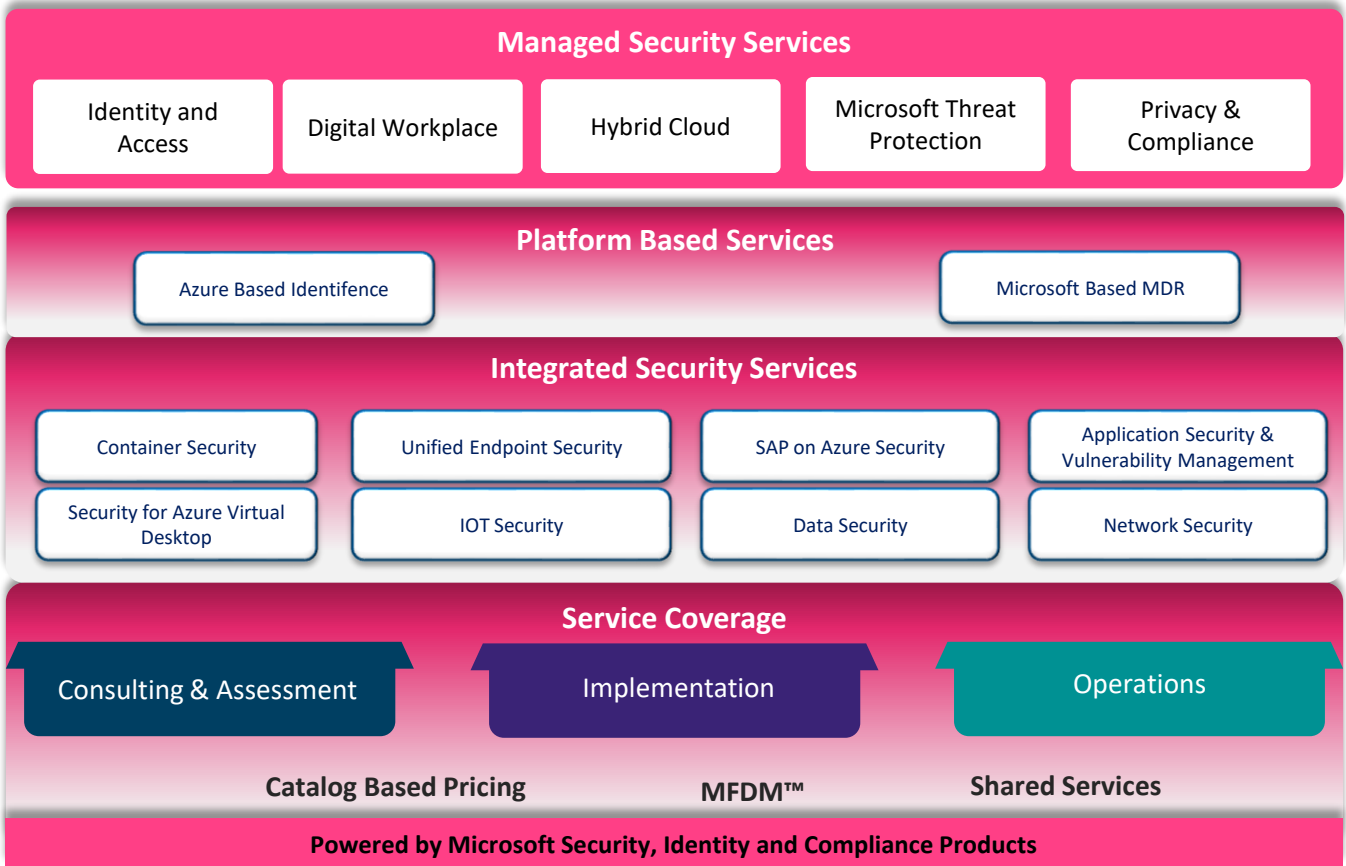 Managed Security Services
Identity and
Access
Digital Workplace
Hybrid Cloud
Microsoft Threat
Protection
Privacy &
Compliance
Platform Based Services
Azure Based Identifence
Microsoft Based MDR
Integrated Security Services
Container Security
Unified Endpoint Security
SAP on Azure Security
Application Security &
Vulnerability Management
Security for Azure Virtual
Desktop
IOT Security
Data Security
Network Security
Service Coverage
Consulting & Assessment
Implementation
Operations
Catalog Based Pricing
MFDM™
Shared Services
Powered by Microsoft Security, Identity and Compliance Products